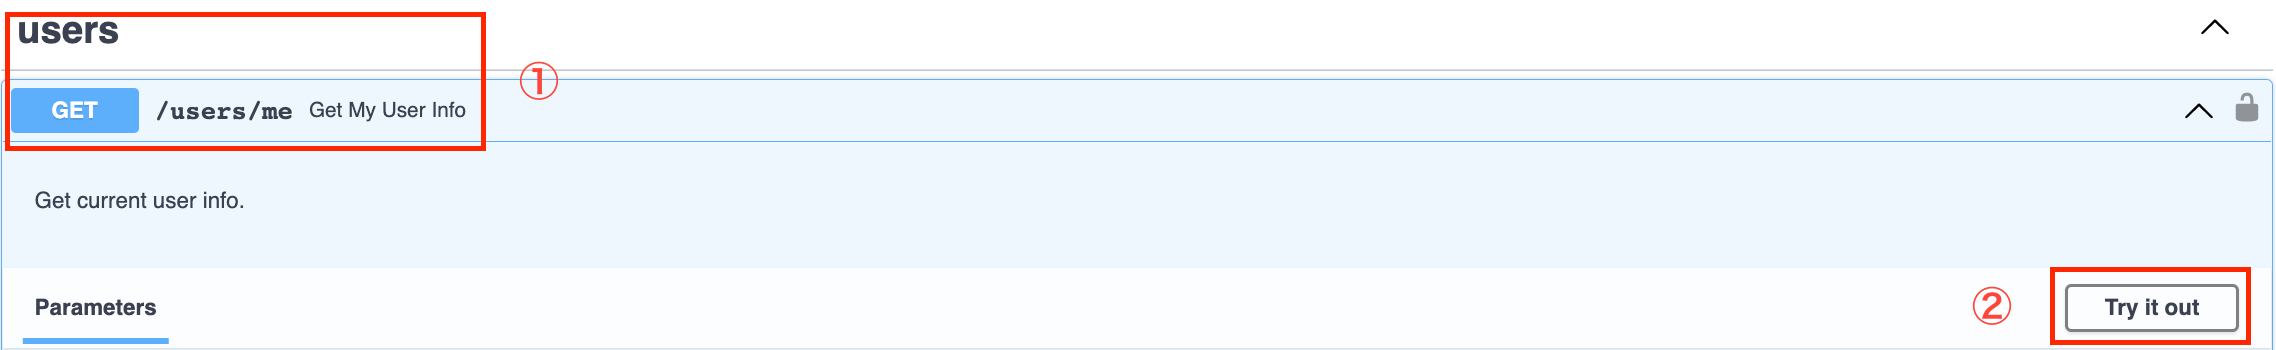 users
①
GET /users/me Get My User Info
Get current user info.
Parameters
② Try it out